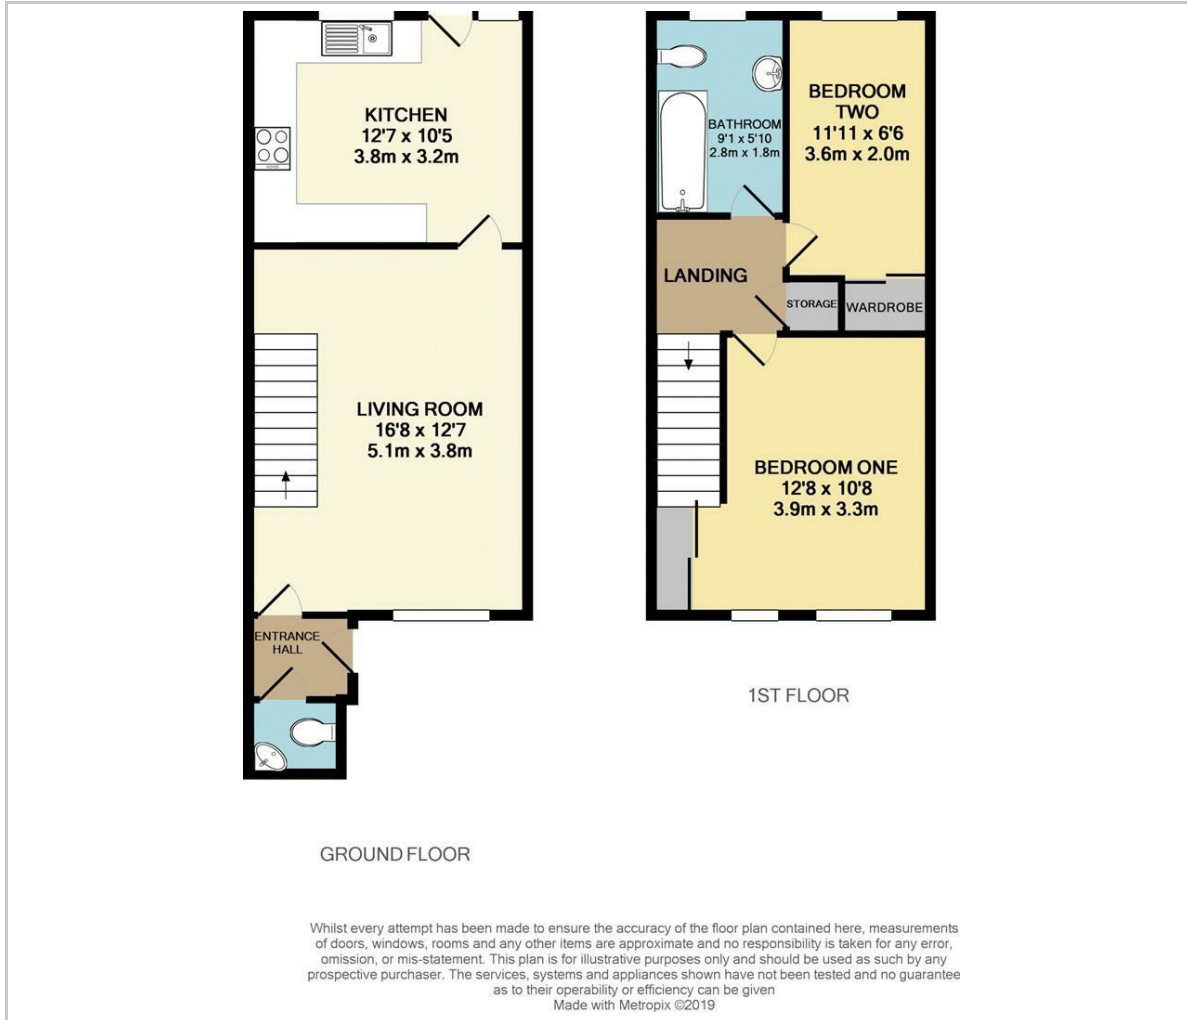 KITCHEN
12'7 x 10'5
3.8m x 3.2m
LIVING ROOM
16'8 x 12'7
5.1m x 3.8m
ENTRANCE
HALL
GROUND FLOOR
BATHROOM
9'1 x 5'10
2.8m x 1.8m
BEDROOM
TWO
11'11 x 6'6
3.6m x 2.0m
LANDING
STORAGE
WARDROBE
BEDROOM ONE
12'8 x 10'8
3.9m x 3.3m
1ST FLOOR
Whilst every attempt has been made to ensure the accuracy of the floor plan contained here, measurements
of doors, windows, rooms and any other items are approximate and no responsibility is taken for any error,
omission, or mis-statement. This plan is for illustrative purposes only and should be used as such by any
prospective purchaser. The services, systems and appliances shown have not been tested and no guarantee
as to their operability or efficiency can be given
Made with Metropix ©2019